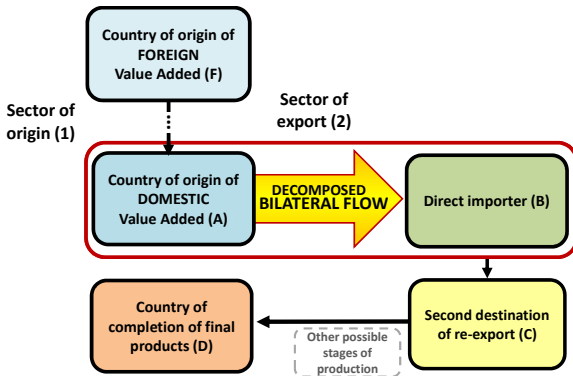 Country of origin of
FOREIGN
Value Added (F)
Sector of
origin (1)
Sector of
export (2)
Country of origin of
DOMESTIC
Value Added (A)
DECOMPOSED
BILATERAL FLOW
Direct importer (B)
Country of
completion of final
products (D)
Second destination
of re-export (C)
Other possible
stages of
production